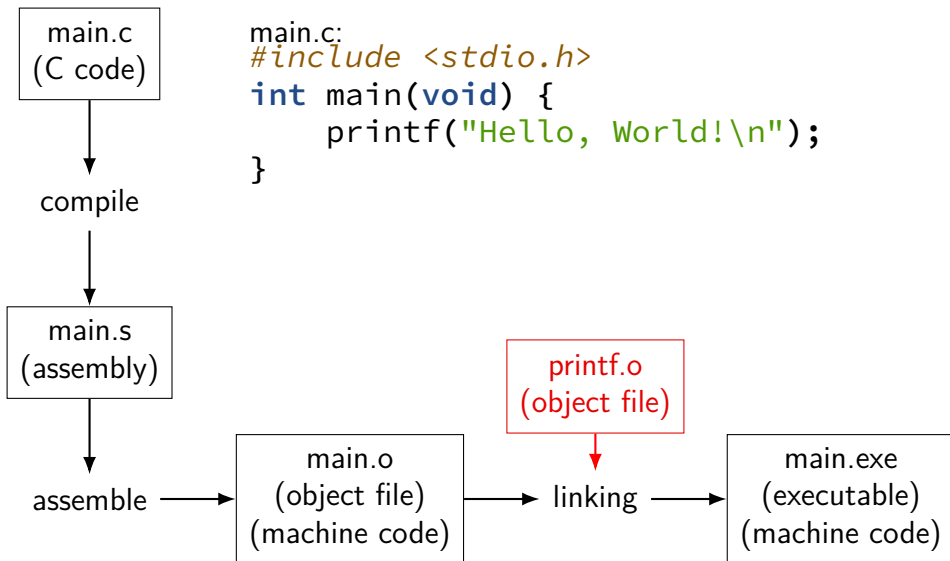 main.c
(C code)
main.c:
#include <stdio.h>
int main(void) {
    printf("Hello, World!\n");
}
compile
main.s
(assembly)
printf.o
(object file)
assemble
main.o
(object file)
(machine code)
linking
main.exe
(executable)
(machine code)